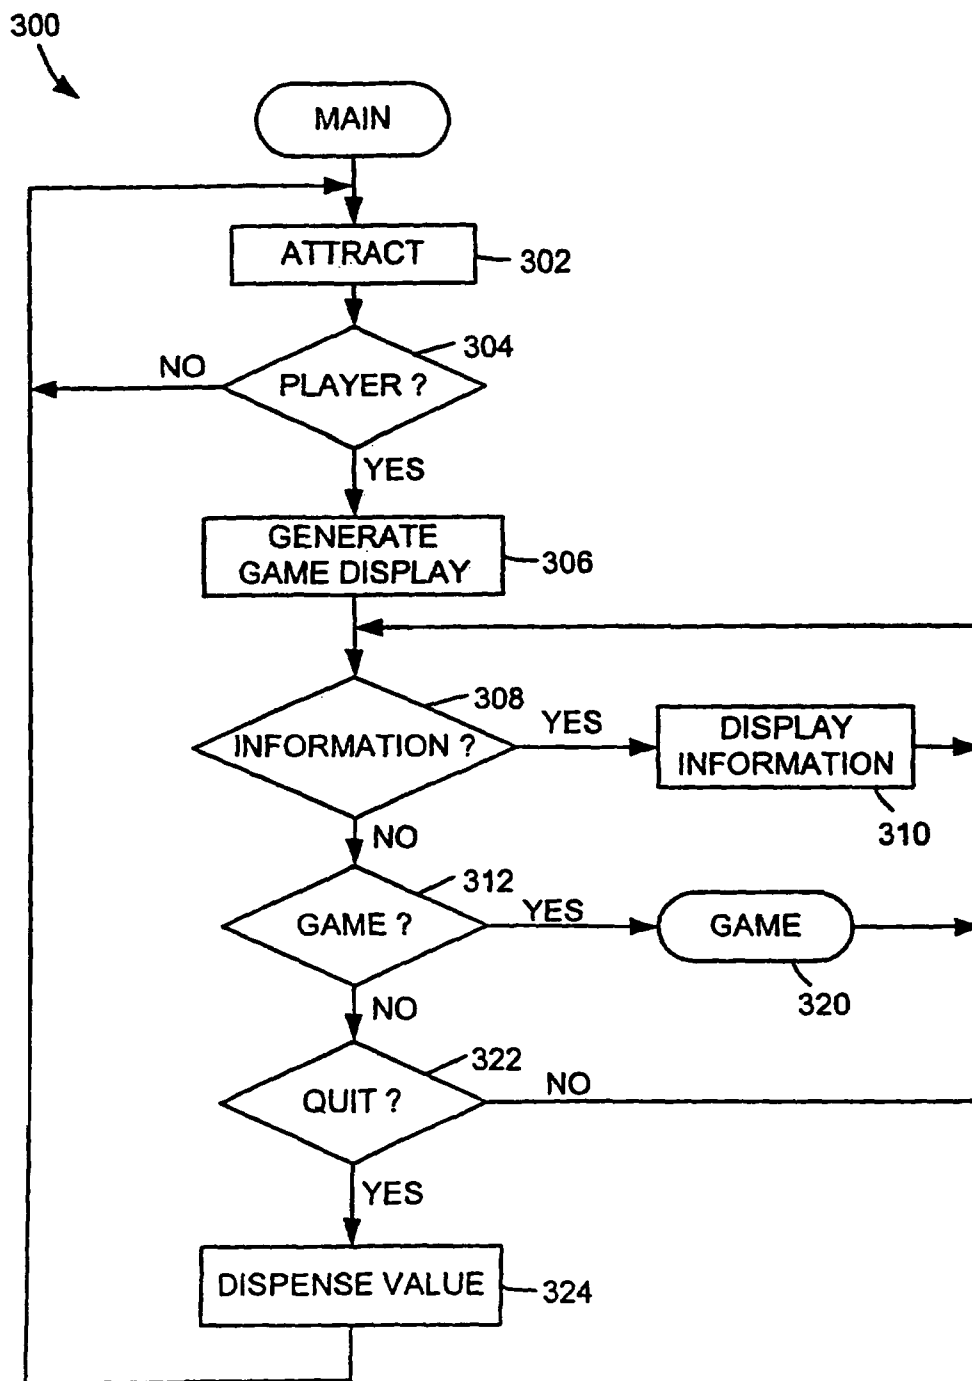 300
MAIN
ATTRACT
302
304
NO
PLAYER ?
YES
GENERATE
GAME DISPLAY
306
308
INFORMATION ?
YES
DISPLAY
INFORMATION
310
NO
312
GAME ?
YES
GAME
320
NO
322
QUIT ?
NO
YES
DISPENSE VALUE
324